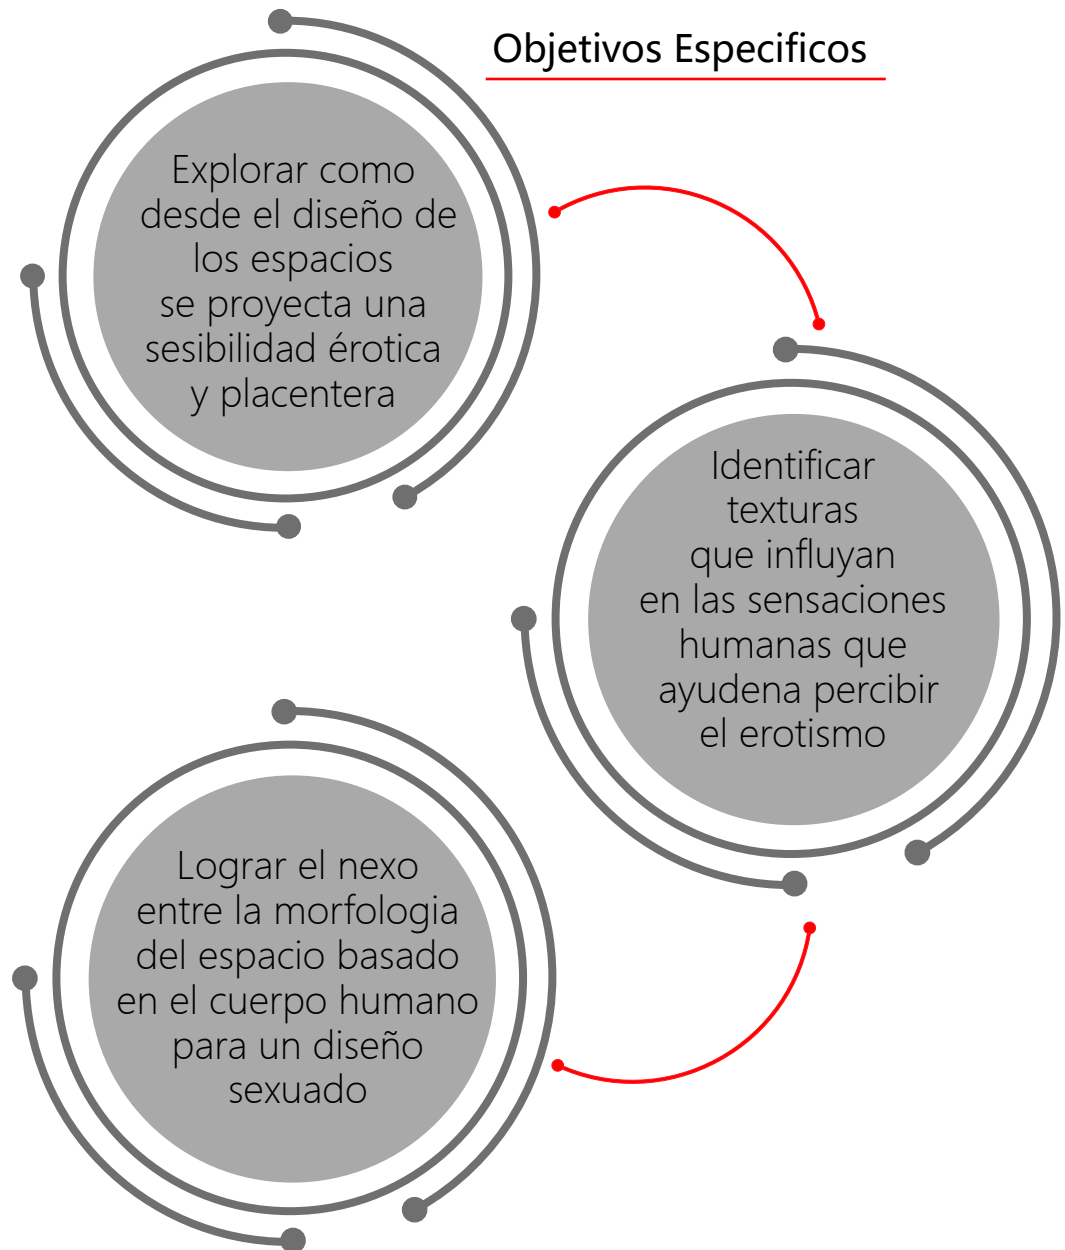 Objetivos Especificos
Explorar como
desde el diseño de
los espacios
se proyecta una
sesibilidad érotica
y placentera
Identificar
texturas
que influyan
en las sensaciones
humanas que
ayudena percibir
el erotismo
Lograr el nexo
entre la morfologia
del espacio basado
en el cuerpo humano
para un diseño
sexuado